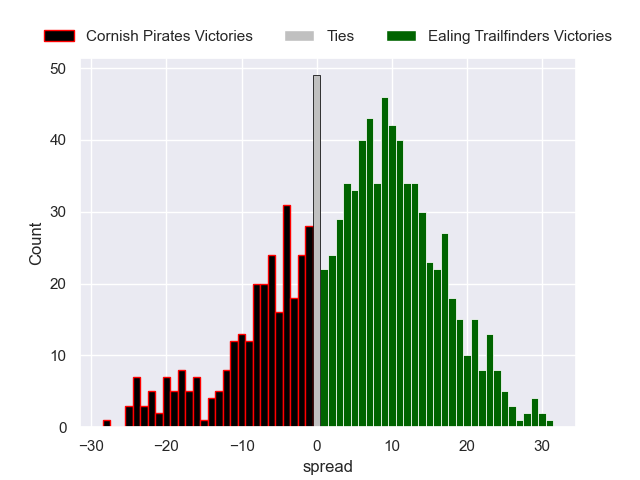 Cornish Pirates Victories Ties Ealing Trailfinders Victories
50
40
30
20
10
0
Count
−30 −20 −10 0 10 20 30
spread